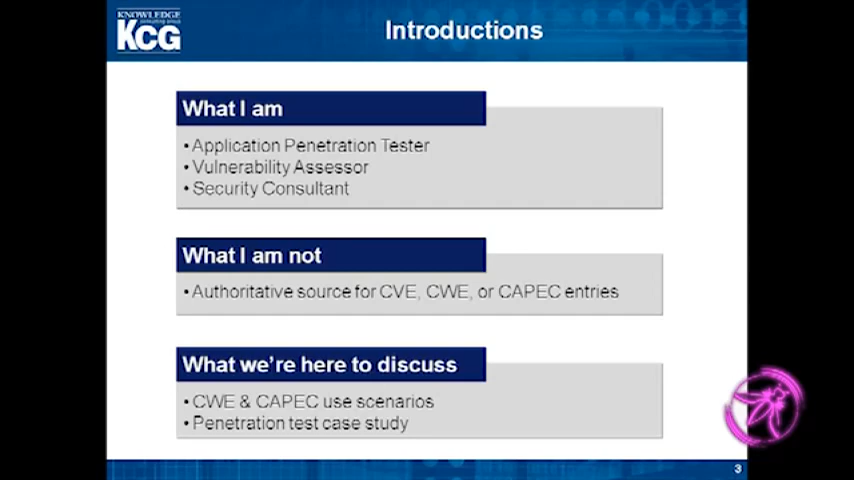 KNOWLEDGE
consulting group
KCG
Introductions
What I am
•Application Penetration Tester
•Vulnerability Assessor
•Security Consultant
What I am not
•Authoritative source for CVE, CWE, or CAPEC entries
What we're here to discuss
•CWE & CAPEC use scenarios
•Penetration test case study
3